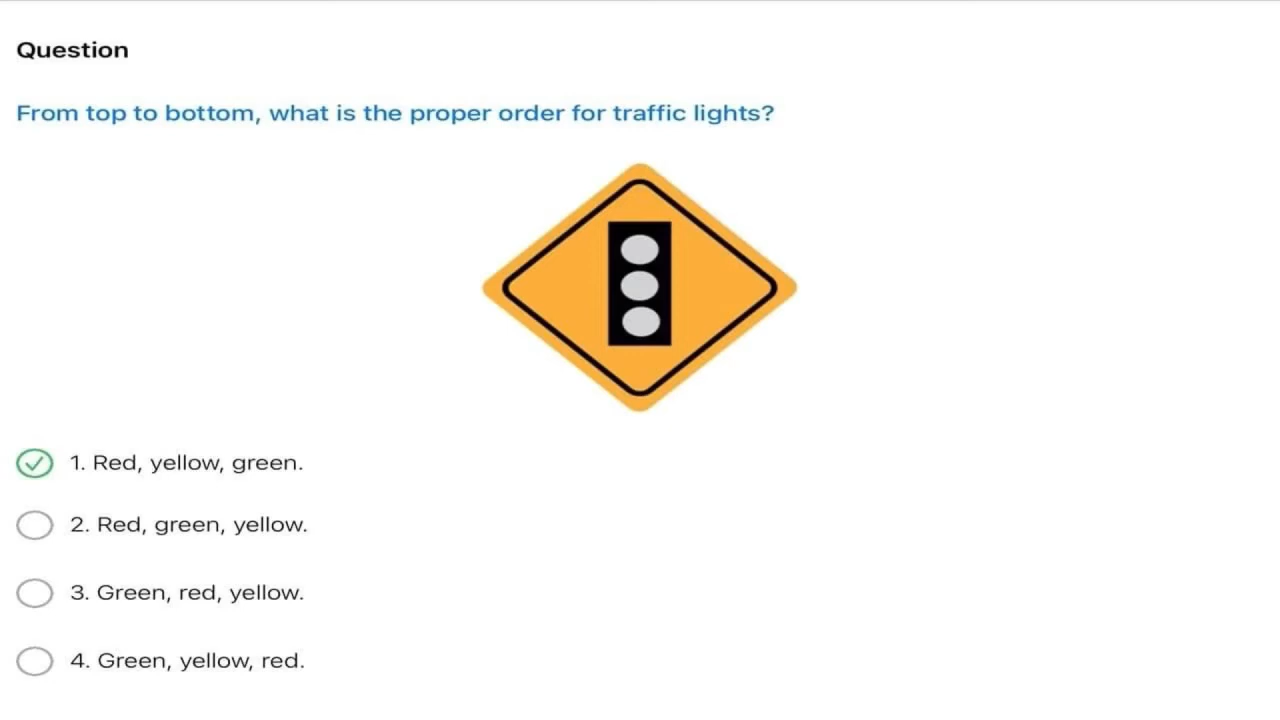 Question
From top to bottom, what is the proper order for traffic lights?
1. Red, yellow, green.
2. Red, green, yellow.
3. Green, red, yellow.
4. Green, yellow, red.